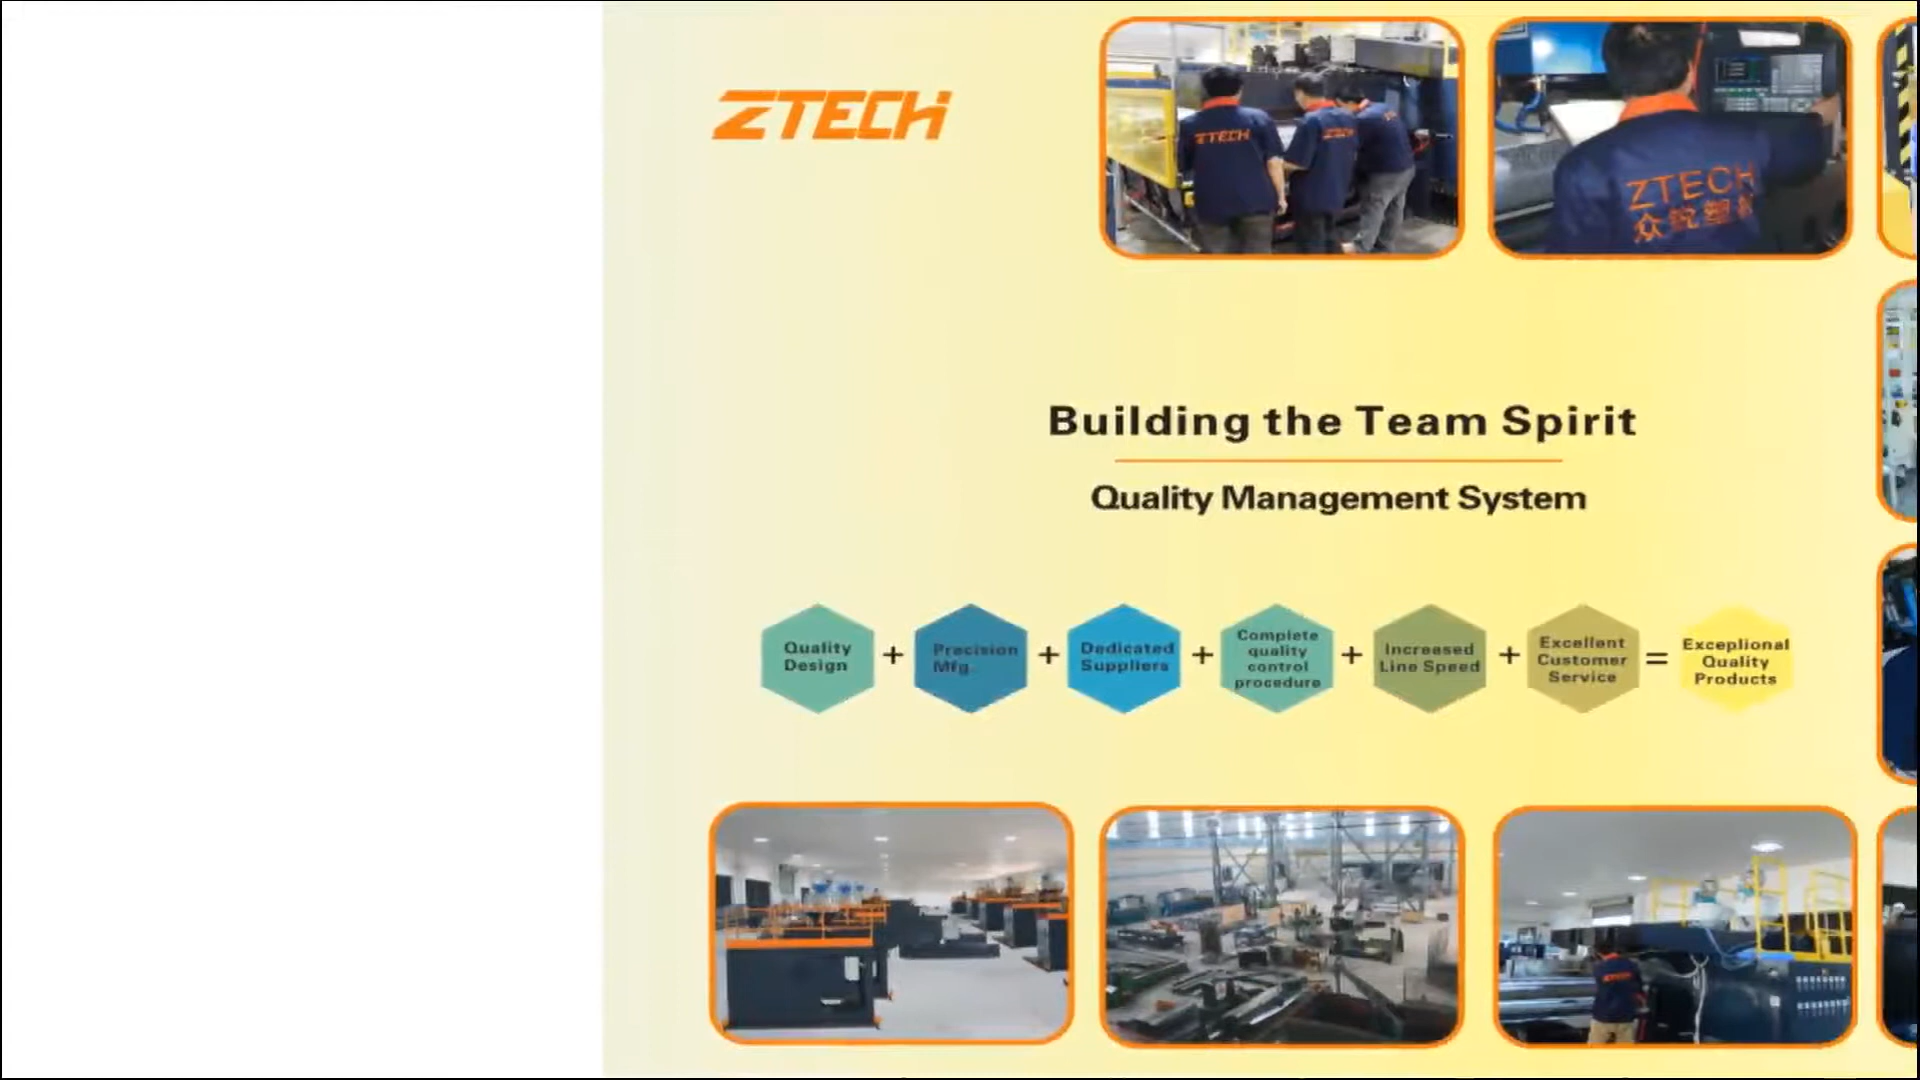 ZTECH
ZTECH
ZTECH
ZTECH
众锐塑机
Building the Team Spirit
Quality Management System
Quality
Design
+
Precision
Mfg.
+
Dedicated
Suppliers
+
Complete
quality
control
procedure
+
Increased
Line Speed
+
Excellent
Customer
Service
=
Exceplional
Quality
Products
ZTECH